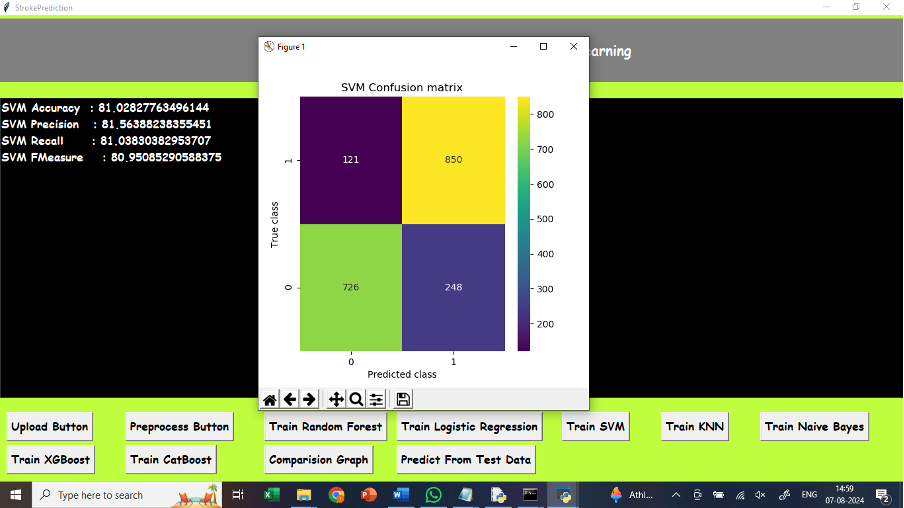 StrokePrediction
Figure 1
arning
SVM Confusion matrix
SVM Accuracy : 81.02827763496144
SVM Precision : 81.56388238355451
SVM Recall : 81.03830382953707
SVM FMeasure : 80.95085290588375
1
121
850
0
726
248
True class
0
1
Predicted class
800
700
600
500
400
300
200
Upload Button
Preprocess Button
Train Random Forest
Train Logistic Regression
Train SVM
Train KNN
Train Naive Bayes
Train XGBoost
Train CatBoost
Comparision Graph
Predict From Test Data
Type here to search
Athl...
ENG
14:59
07-08-2024
2